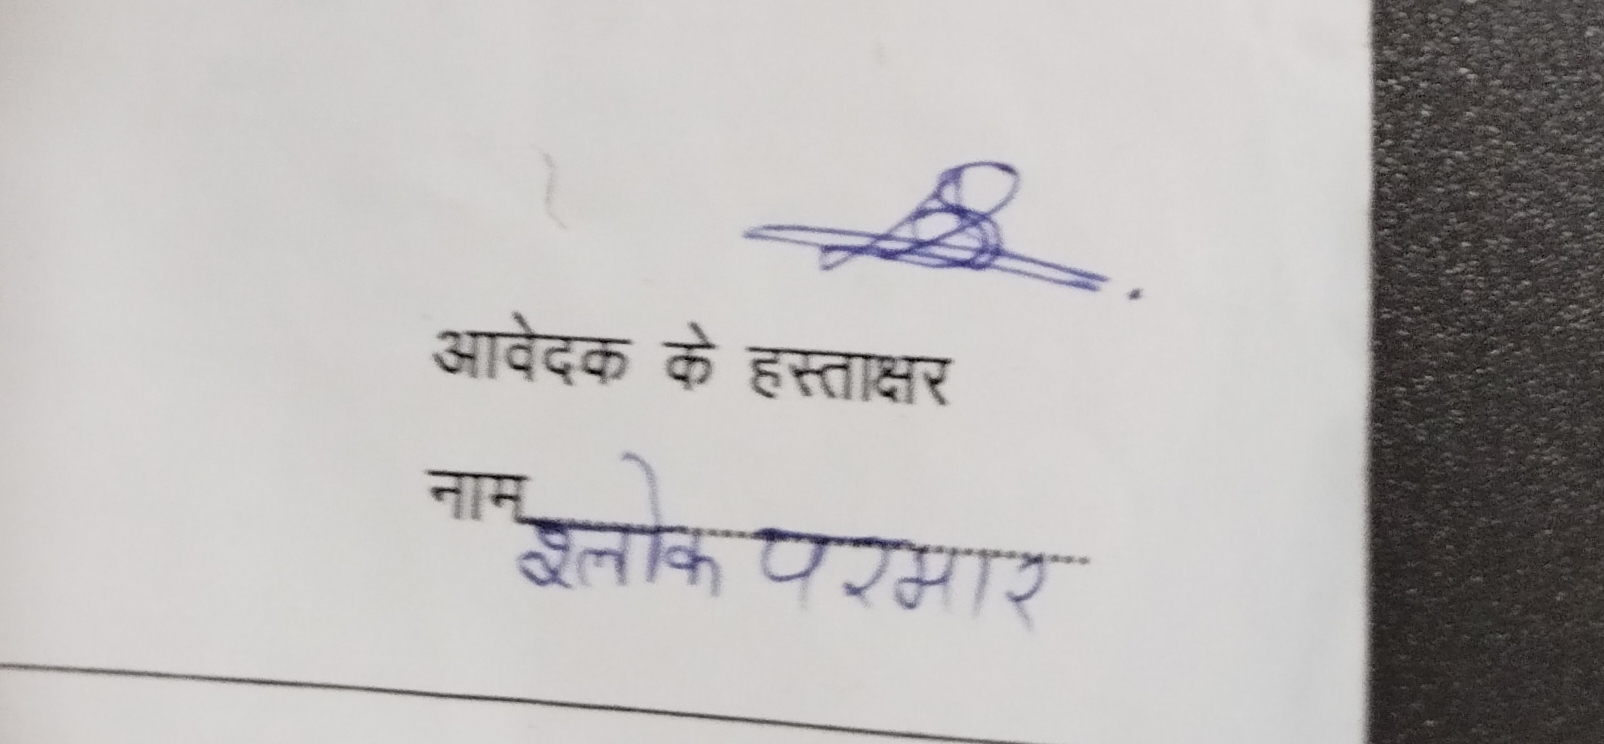 आवेदक के हस्ताक्षर
नाम श्लोक परमार